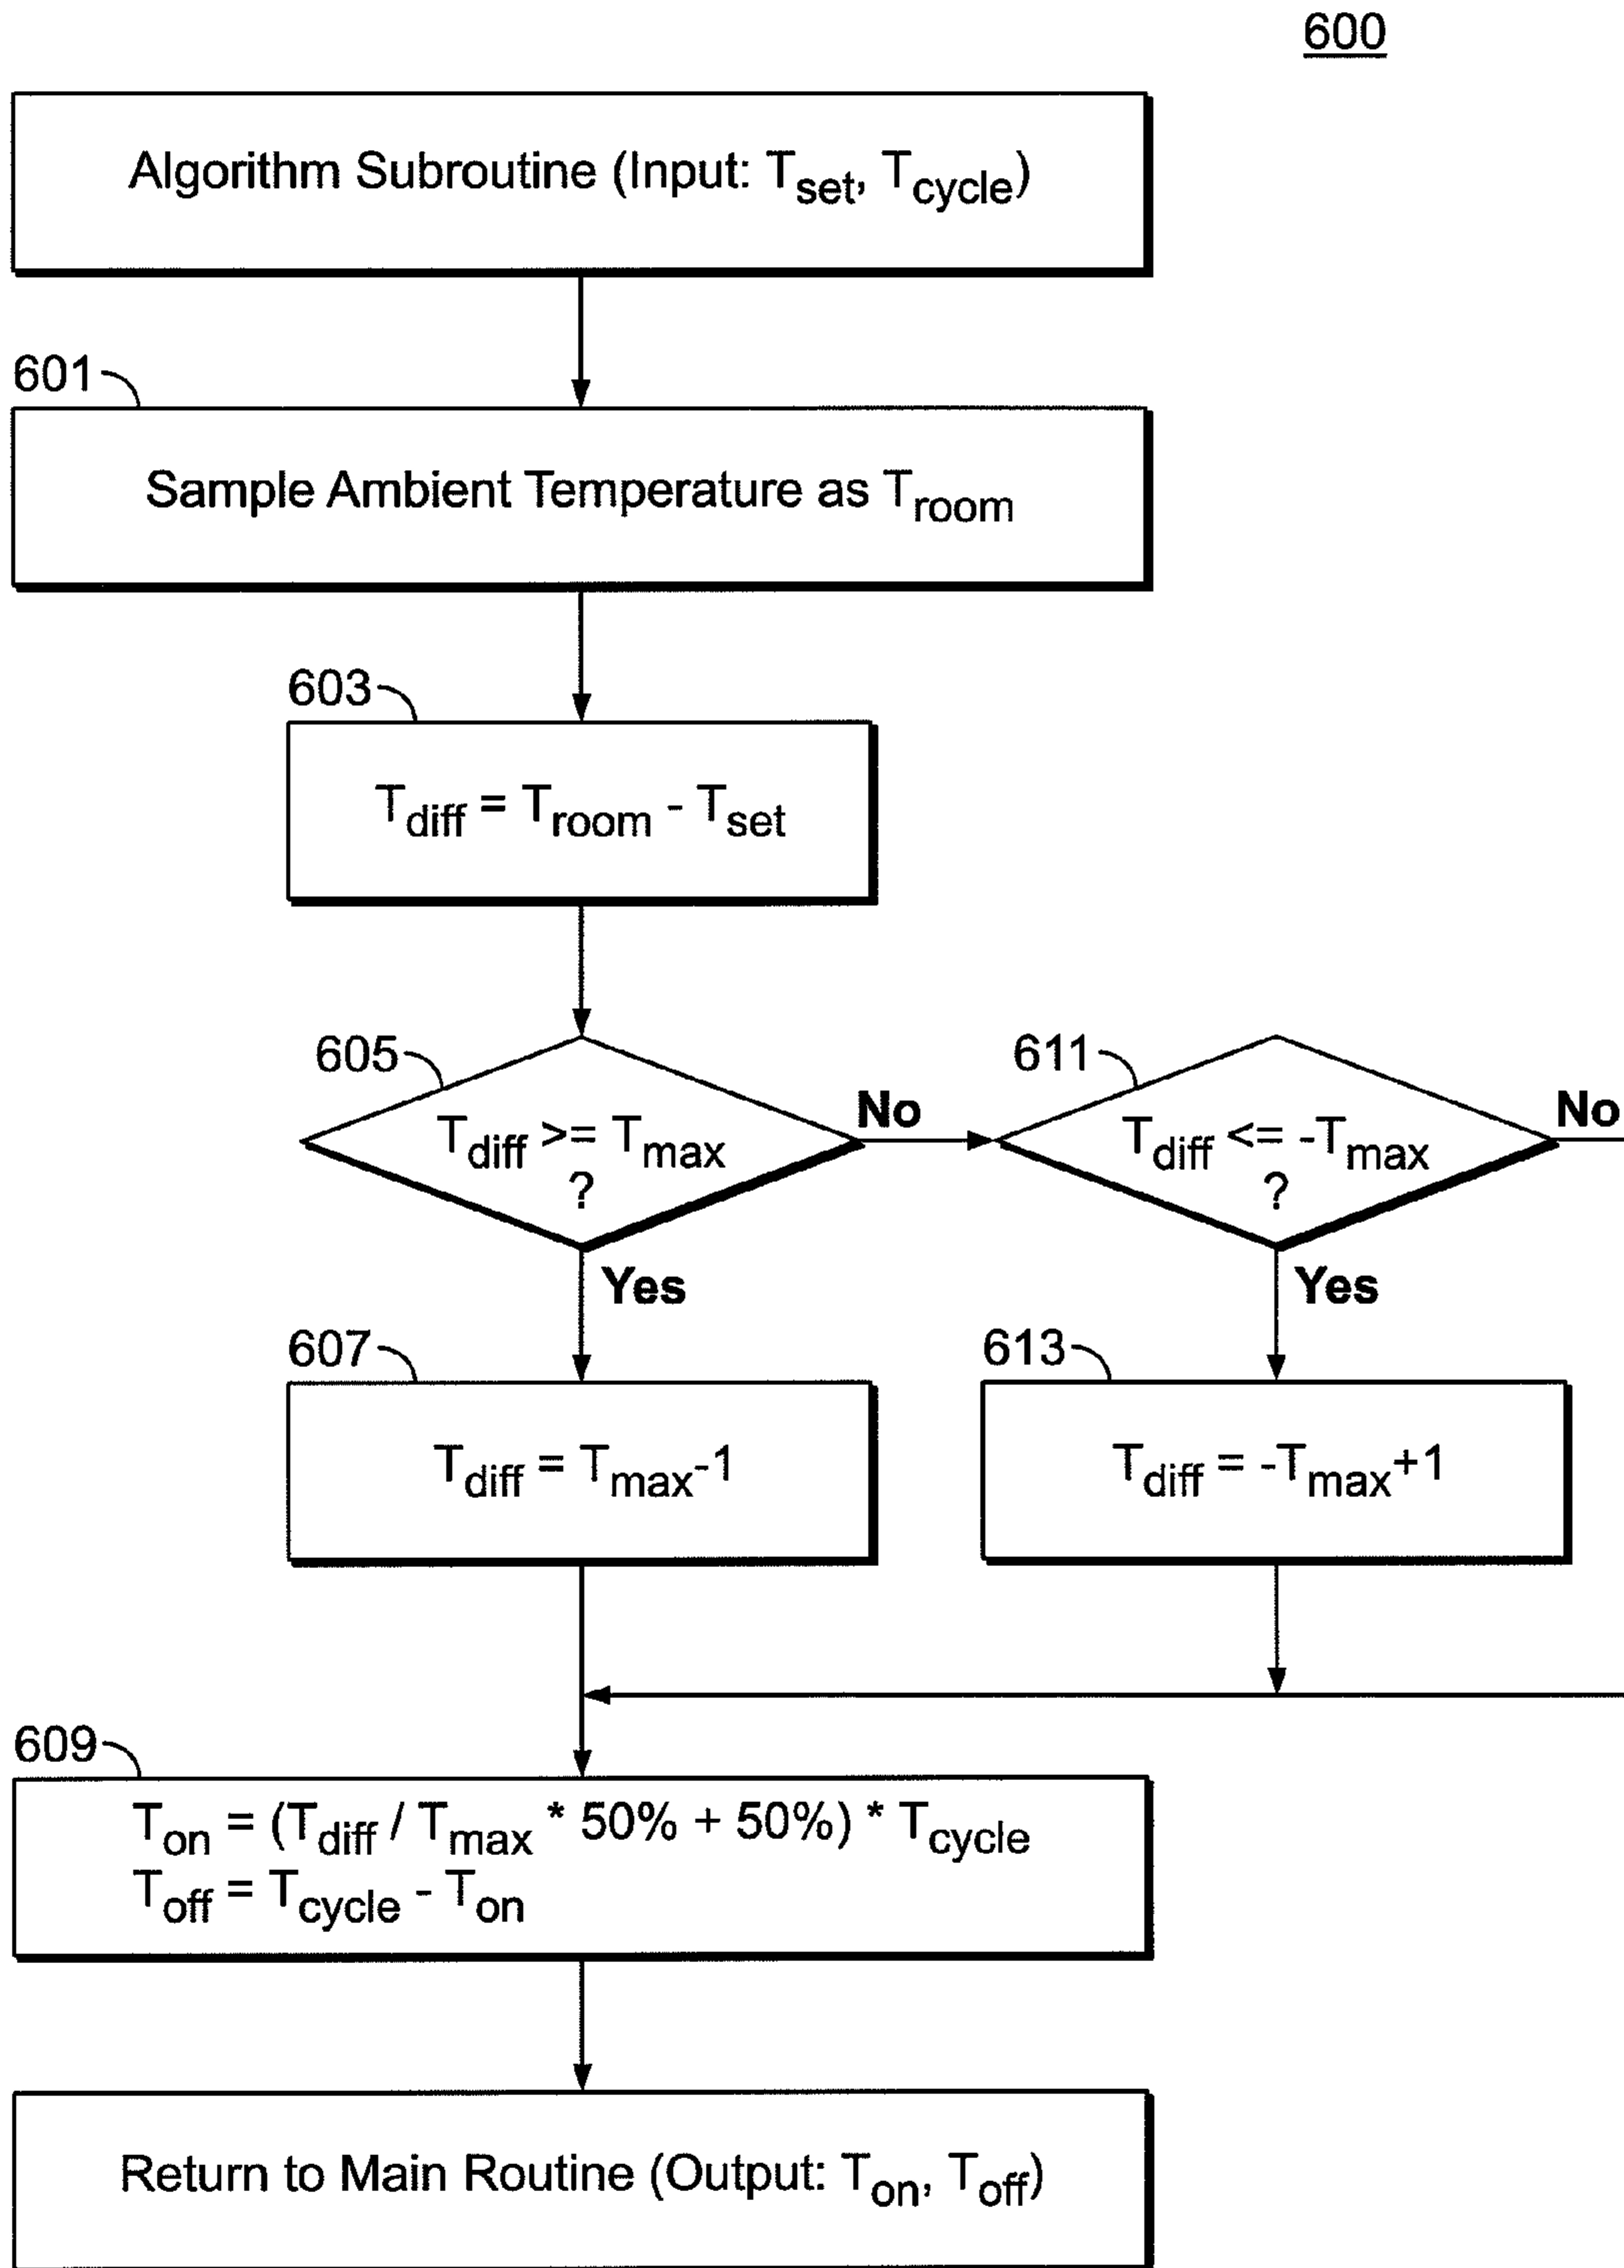 600
Algorithm Subroutine (Input: Tset, Tcycle)
601
Sample Ambient Temperature as Troom
603
Tdiff = Troom - Tset
605
Tdiff >= Tmax
?
No
611
Tdiff <= -Tmax
?
No
Yes
Yes
607
Tdiff = Tmax-1
613
Tdiff = -Tmax+1
609
Ton = (Tdiff / Tmax * 50% + 50%) * Tcycle
Toff = Tcycle - Ton
Return to Main Routine (Output: Ton, Toff)